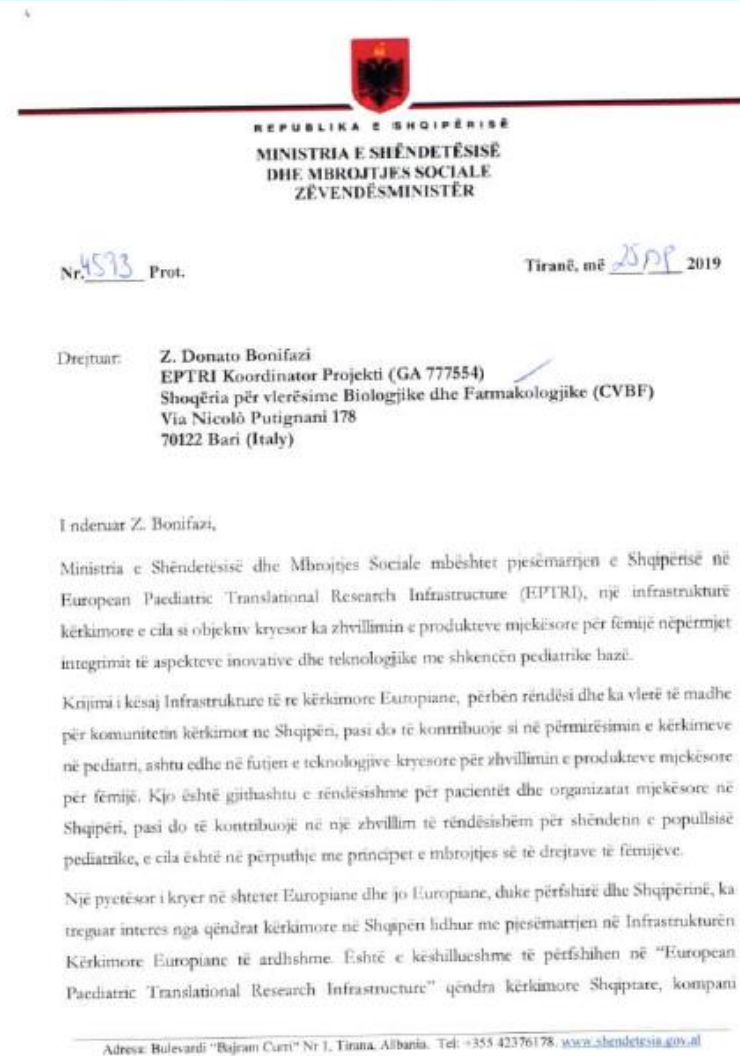 REPUBLIKA E SHQIPËRISË
MINISTRIA E SHËNDETËSISË
DHE MBROJTJES SOCIALE
ZËVENDËSMINISTËR
Nr. 4573 Prot.
Tiranë, më 25 2019
Drejtuar: Z. Donato Bonifazi
EPTRI Koordinator Projekti (GA 777554)
Shoqëria për vlerësime Biologjike dhe Farmakologjike (CVBF)
Via Nicolò Putignani 178
70122 Bari (Italy)
I nderuar Z. Bonifazi,
Ministria e Shëndetësisë dhe Mbrojtjes Sociale mbështet pjesëmarrjen e Shqipërisë në
European Paediatric Translational Research Infrastructure (EPTRI), një infrastrukturë
kërkimore e cila si objektiv kryesor ka zhvillimin e produkteve mjekësore për fëmijë nëpërmjet
integrimit të aspekteve inovative dhe teknologjike me shkencën pediatrike bazë.
Krijimi i kësaj Infrastrukture të re kërkimore Europiane, përbën rëndësi dhe ka vlerë të madhe
për komunitetin kërkimor ne Shqipëri, pasi do të kontribuoje si në përmirësimin e kërkimeve
në pediatri, ashtu edhe në futjen e teknologjive kryesore për zhvillimin e produkteve mjekësore
për fëmijë. Kjo është gjithashtu e rëndësishme për pacientët dhe organizatat mjekësore në
Shqipëri, pasi do të kontribuojë në një zhvillim të rëndësishëm për shëndetin e popullsisë
pediatrike, e cila është në përputhje me principet e mbrojtjes së të drejtave të fëmijëve.
Një pyetësor i kryer në shtetet Europiane dhe jo Europiane, duke përfshirë dhe Shqipërinë, ka
treguar interes nga qëndrat kërkimore në Shqipëri lidhur me pjesëmarrjen në Infrastrukturën
Kërkimore Europiane të ardhshme. Është e këshillueshme të përfshihen në “European
Paediatric Translational Research Infrastructure” qëndra kërkimore Shqiptare, kompani
Adresa: Bulevardi “Bajram Curri” Nr 1, Tirana, Albania. Tel: +355 42376178, www.shendetesia.gov.al